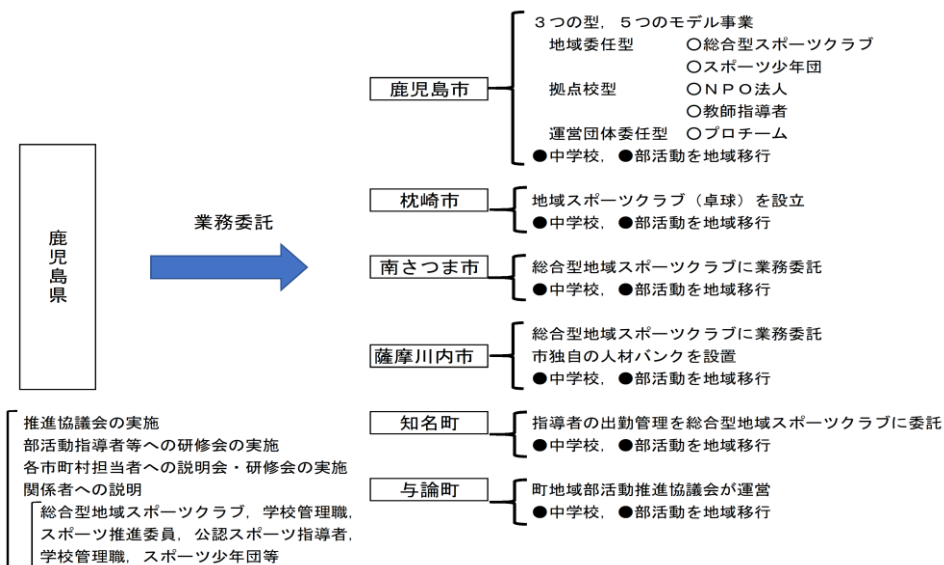 鹿児島県
推進協議会の実施
部活動指導者等への研修会の実施
各市町村担当者への説明会・研修会の実施
関係者への説明
総合型地域スポーツクラブ，学校管理職，
スポーツ推進委員，公認スポーツ指導者，
学校管理職，スポーツ少年団等
業務委託
鹿児島市
３つの型，５つのモデル事業
地域委任型　○総合型スポーツクラブ
○スポーツ少年団
拠点校型　○ＮＰＯ法人
○教師指導者
運営団体委任型　○プロチーム
●中学校，●部活動を地域移行
枕崎市
地域スポーツクラブ（卓球）を設立
●中学校，●部活動を地域移行
南さつま市
総合型地域スポーツクラブに業務委託
●中学校，●部活動を地域移行
薩摩川内市
総合型地域スポーツクラブに業務委託
市独自の人材バンクを設置
●中学校，●部活動を地域移行
知名町
指導者の出勤管理を総合型地域スポーツクラブに委託
●中学校，●部活動を地域移行
与論町
町地域部活動推進協議会が運営
●中学校，●部活動を地域移行